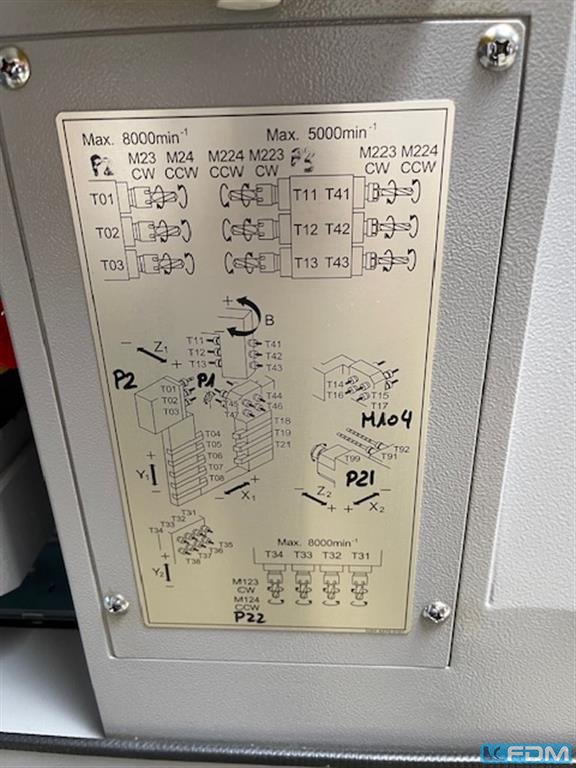 Max. 8000min⁻¹ Max. 5000min⁻¹
M23 M24 M224 M223 M223 M224
CW CCW CCW CW CW CCW
T01 T11 T41
T02 T12 T42
T03 T13 T43
+
B
− Z1 +
T11 T41
T12 T42
T13 T43
P2 P1
T01
T02
T03
T44
T45 T46
T47
T18
T19
T21
T04
T05
T06
T07
T08
+
Y1
−
− X1 +
T14 T15
T16 T17
M104
T92
T91
T99
P21
− Z2 + + X2 −
T31
T32
T33
T34
T35
T36
T37
T38
+
Y2
−
Max. 8000min⁻¹
T34 T33 T32 T31
M123
CW
M124
CCW
P22
EDM